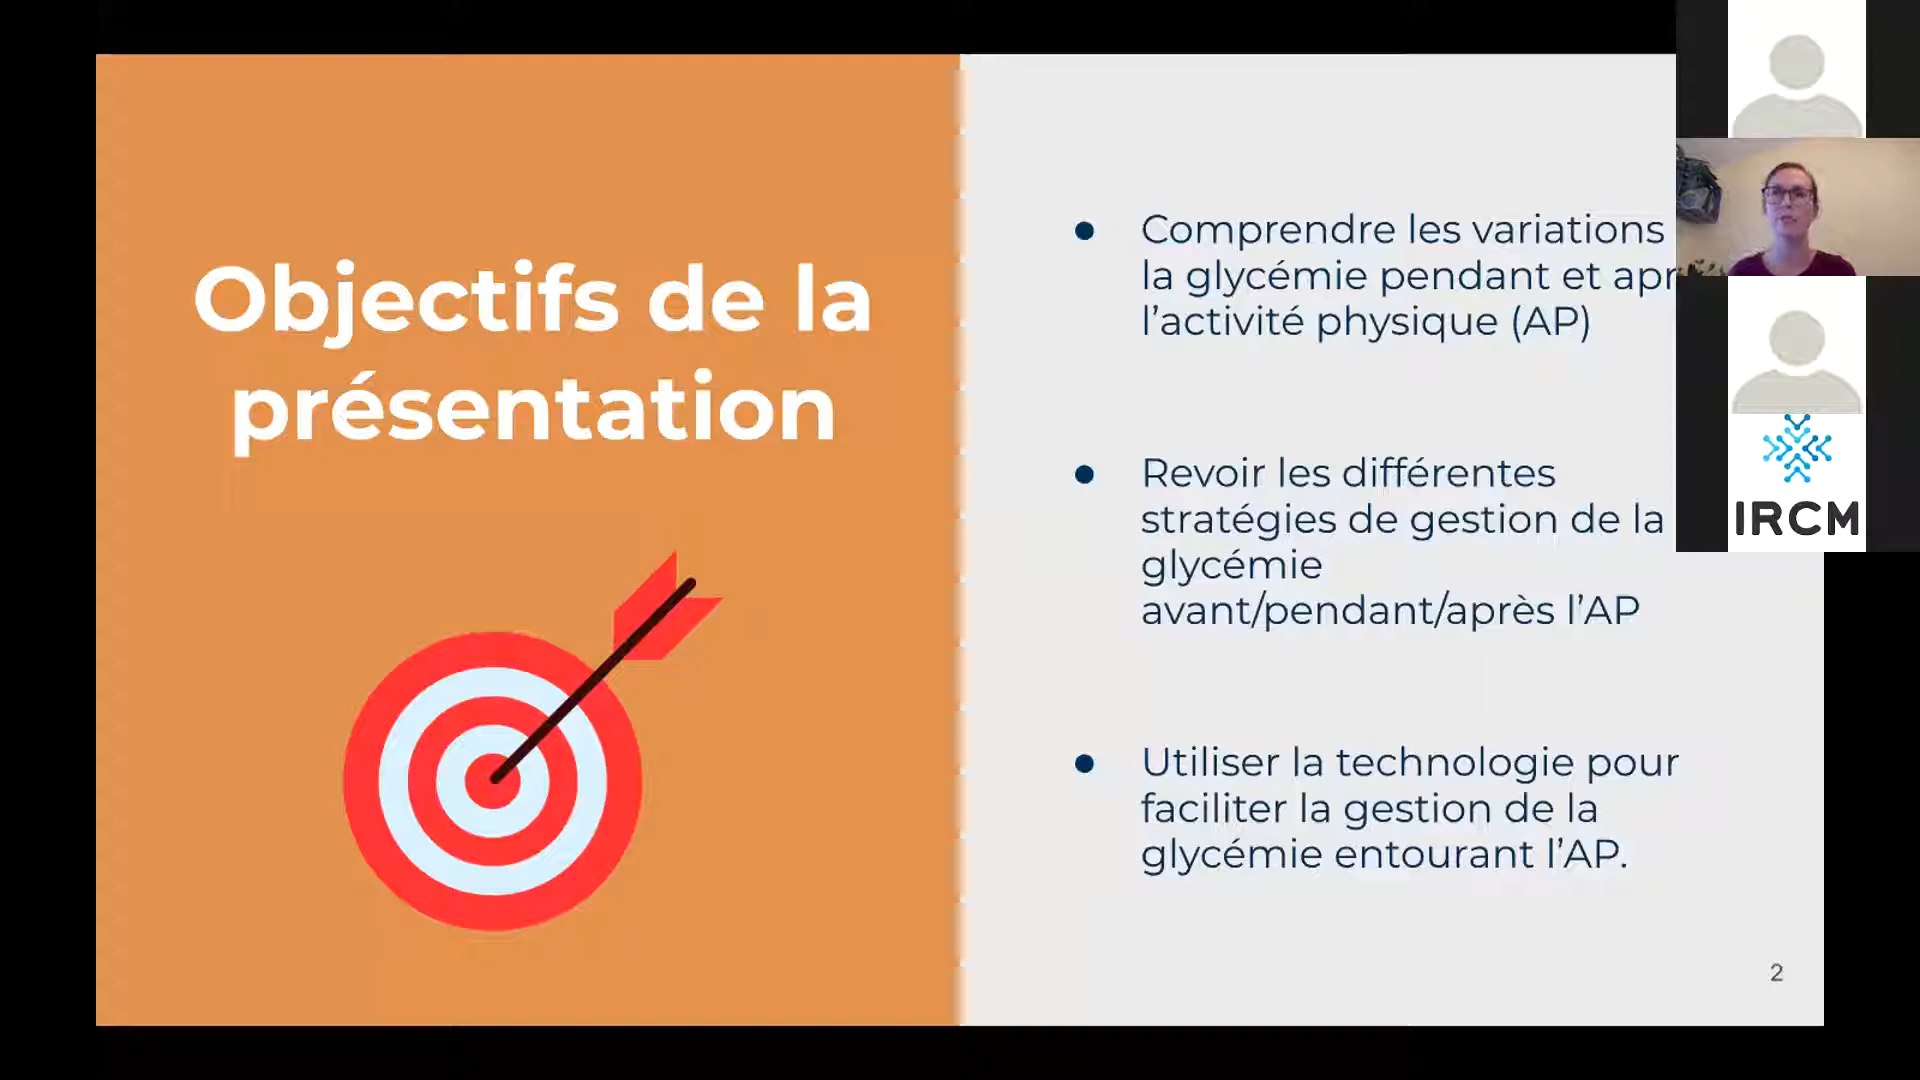 Objectifs de la
présentation
Comprendre les variations
la glycémie pendant et apr
l’activité physique (AP)
Revoir les différentes
stratégies de gestion de la
glycémie
avant/pendant/après l’AP
Utiliser la technologie pour
faciliter la gestion de la
glycémie entourant l’AP.
2
IRCM